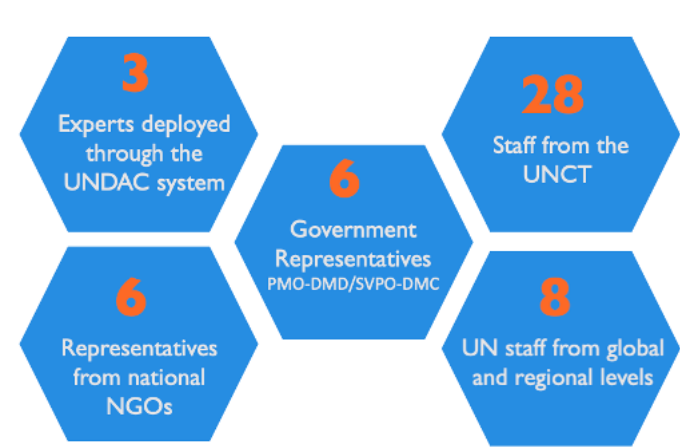 3
Experts deployed
through the
UNDAC system
28
Staff from the
UNCT
6
Government
Representatives
PMO-DMD/SVPO-DMC
6
Representatives
from national
NGOs
8
UN staff from global
and regional levels